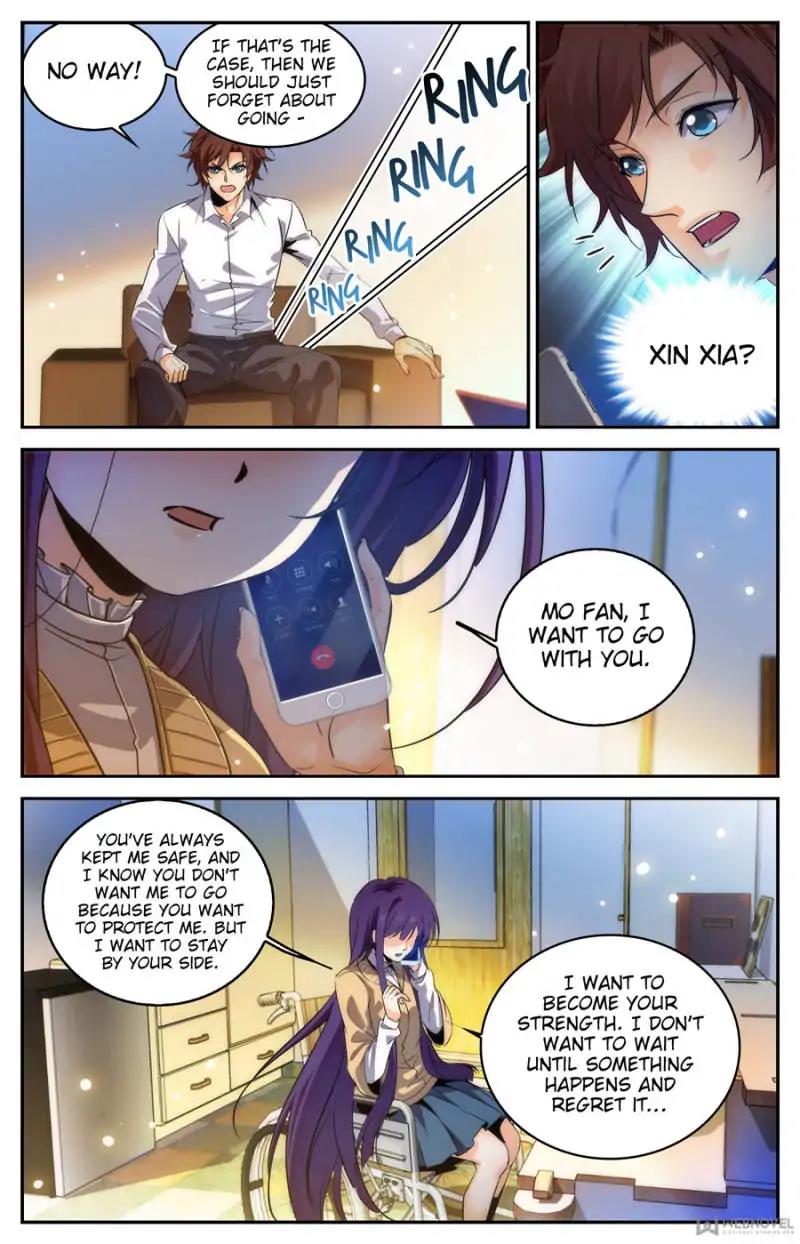 NO WAY!
IF THAT'S THE
CASE, THEN WE
SHOULD JUST
FORGET ABOUT
GOING -
RING
RING
RING
RING
XIN XIA?
MO FAN, I
WANT TO GO
WITH YOU.
YOU'VE ALWAYS
KEPT ME SAFE, AND
I KNOW YOU DON'T
WANT ME TO GO
BECAUSE YOU WANT
TO PROTECT ME. BUT
I WANT TO STAY
BY YOUR SIDE.
I WANT TO
BECOME YOUR
STRENGTH. I DON'T
WANT TO WAIT
UNTIL SOMETHING
HAPPENS AND
REGRET IT...
WEBNOVEL